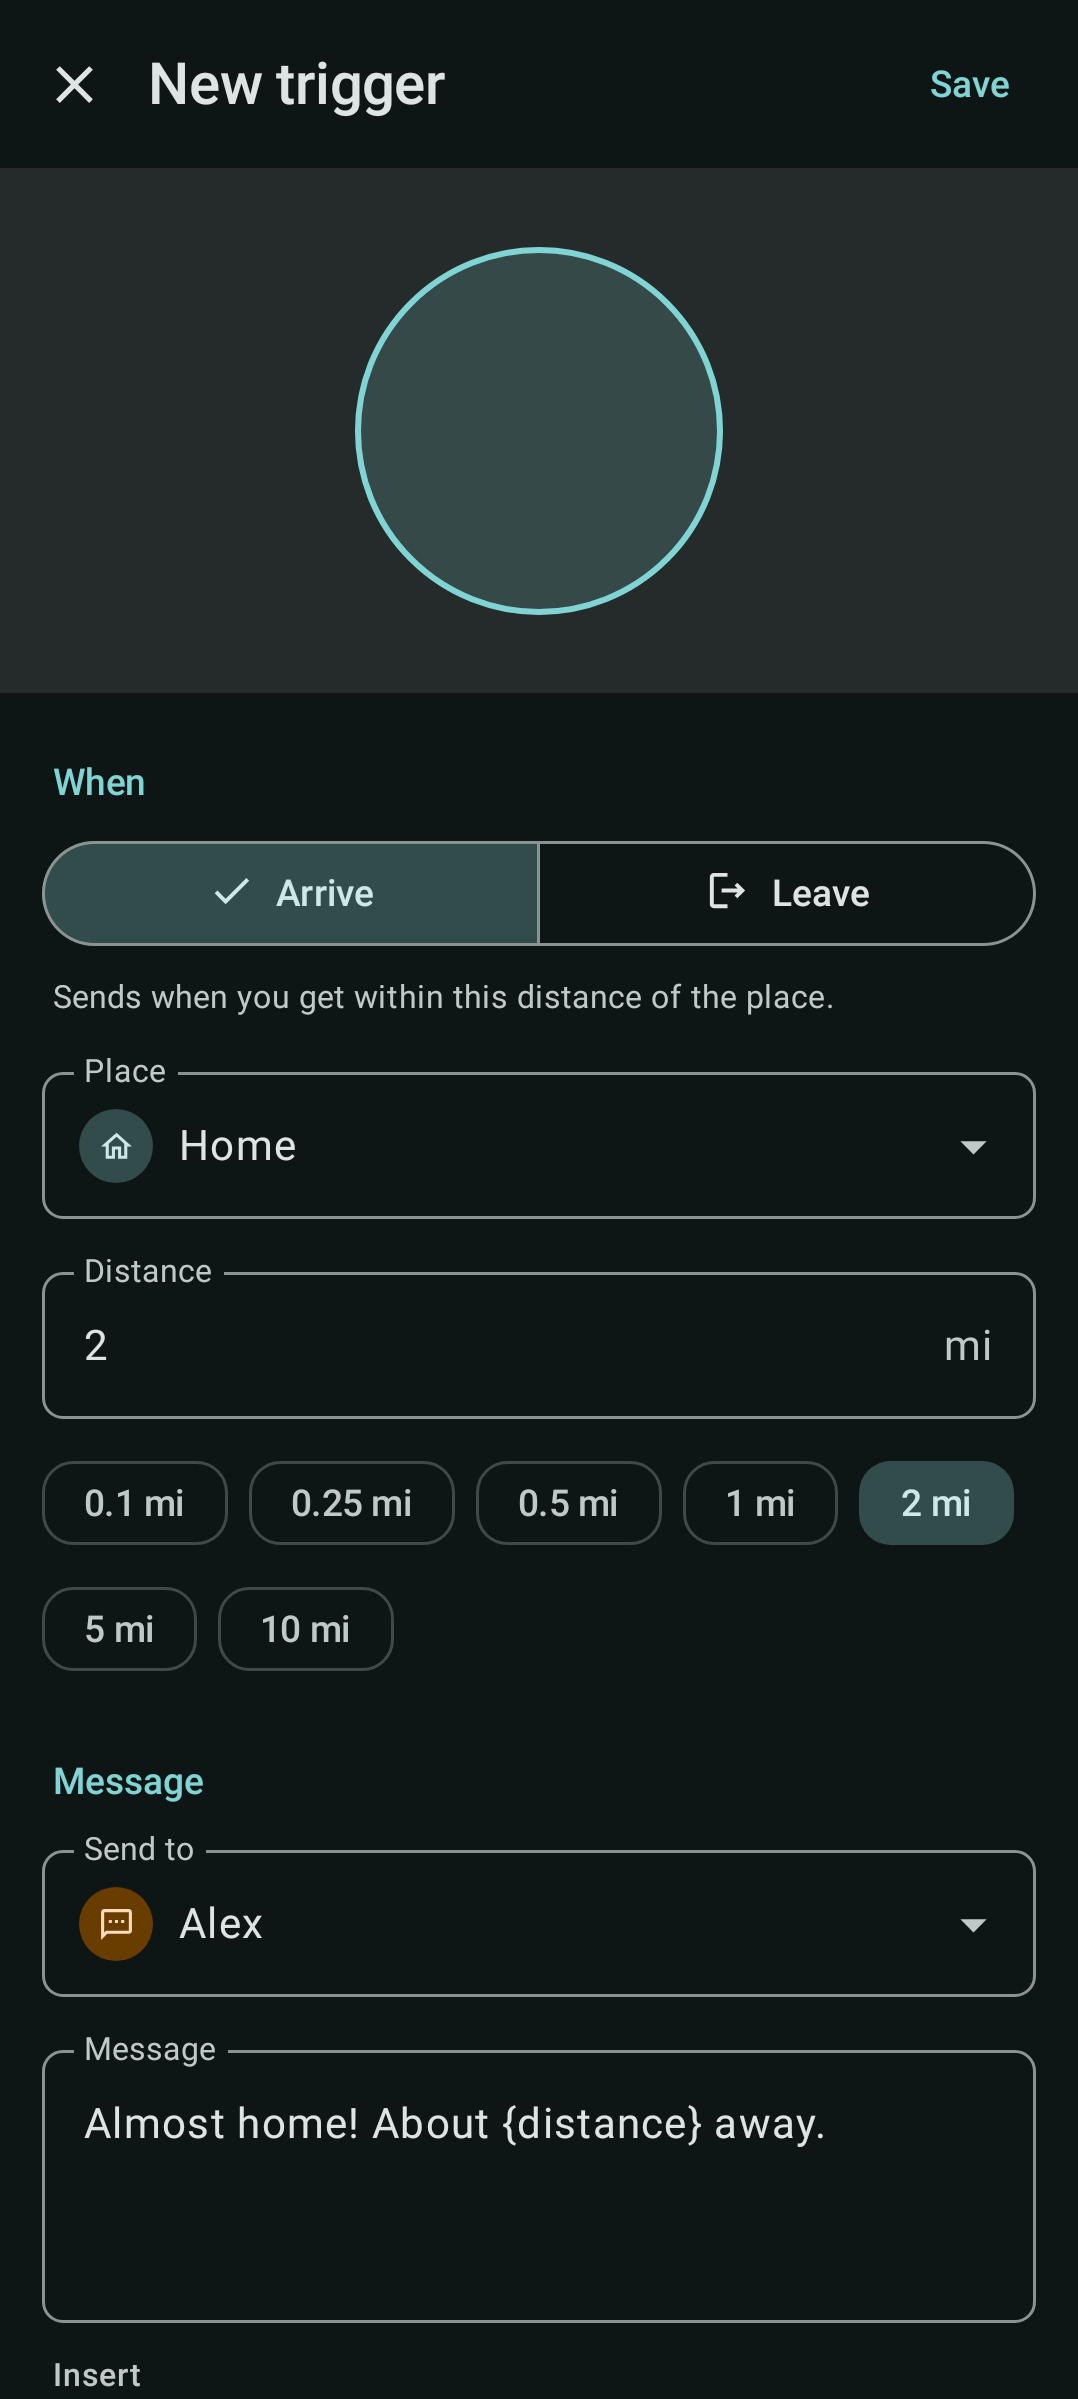 New trigger
Save
When
Arrive
Leave
Sends when you get within this distance of the place.
Place
Home
Distance
2
mi
0.1 mi
0.25 mi
0.5 mi
1 mi
2 mi
5 mi
10 mi
Message
Send to
Alex
Message
Almost home! About {distance} away.
Insert